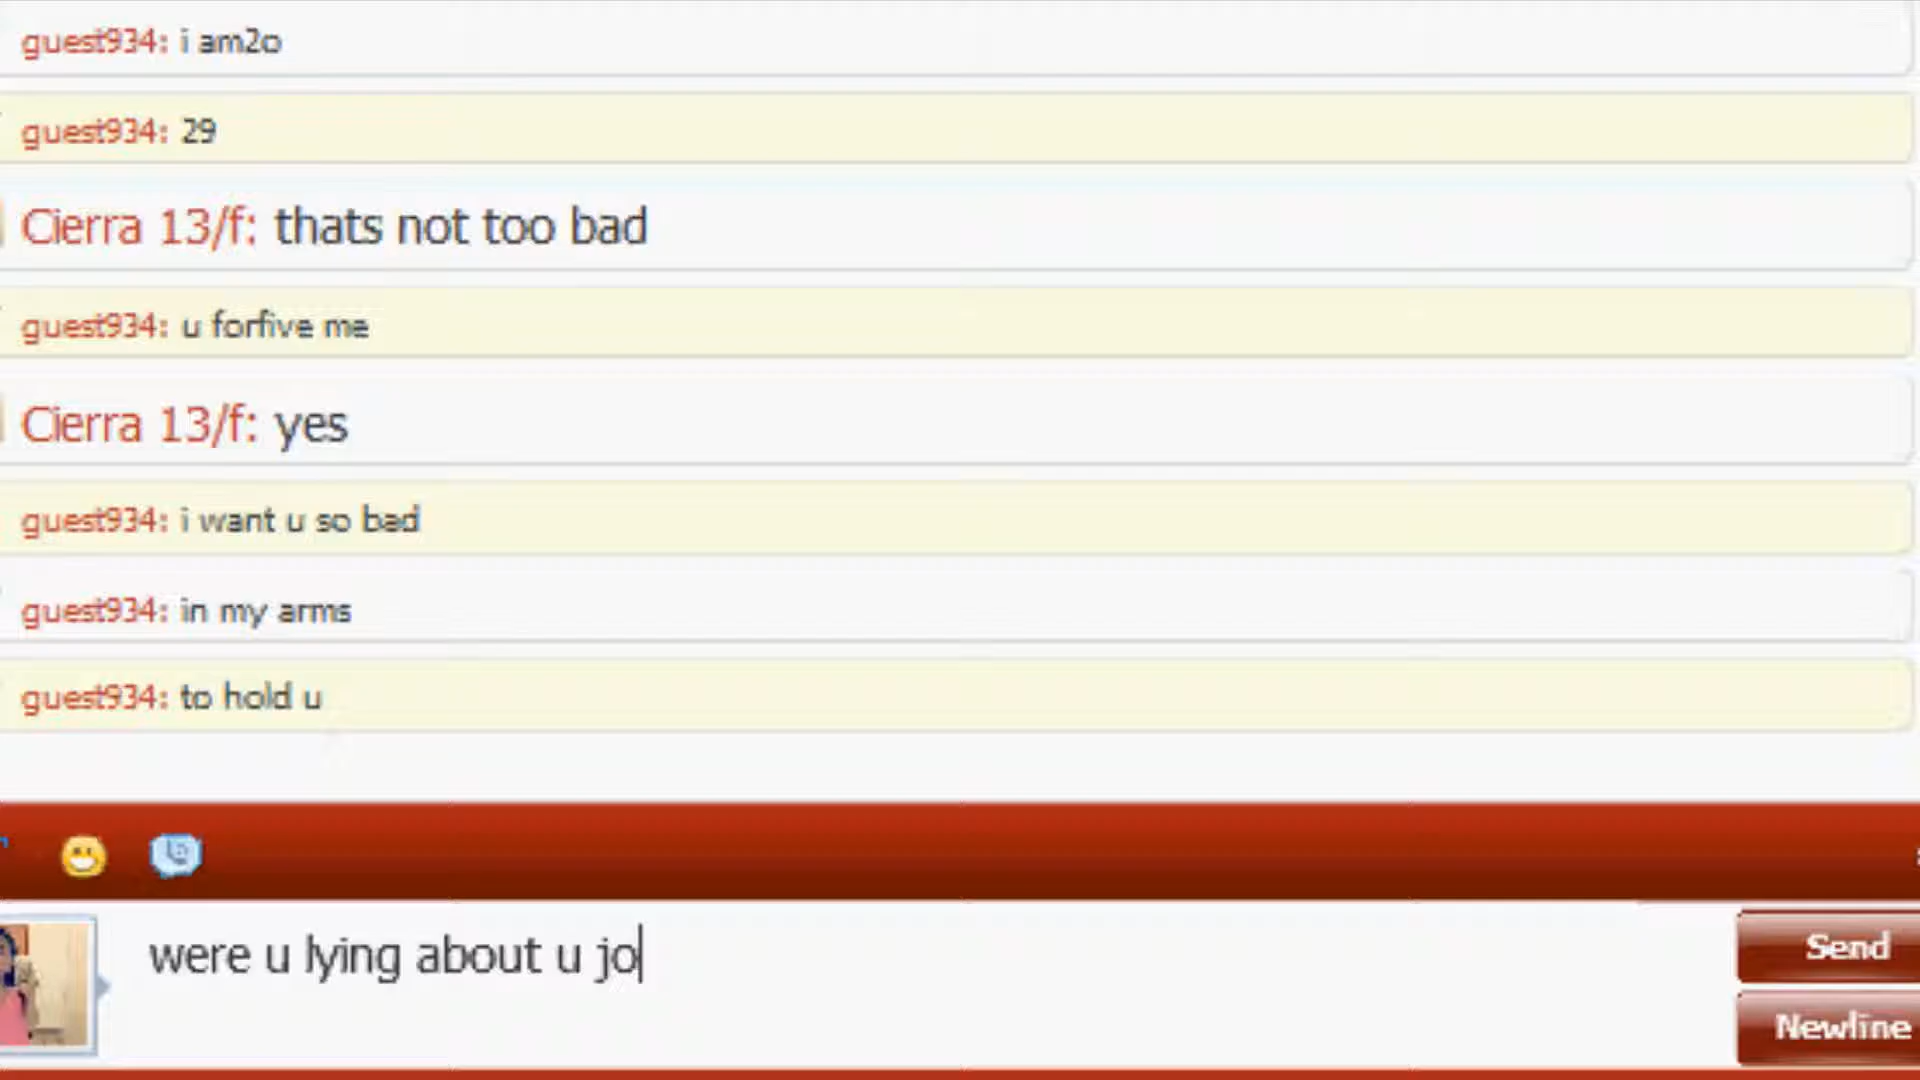 guest934: i am2o
guest934: 29
Cierra 13/f: thats not too bad
guest934: u forfive me
Cierra 13/f: yes
guest934: i want u so bad
guest934: in my arms
guest934: to hold u
were u lying about u jo
Send
Newline